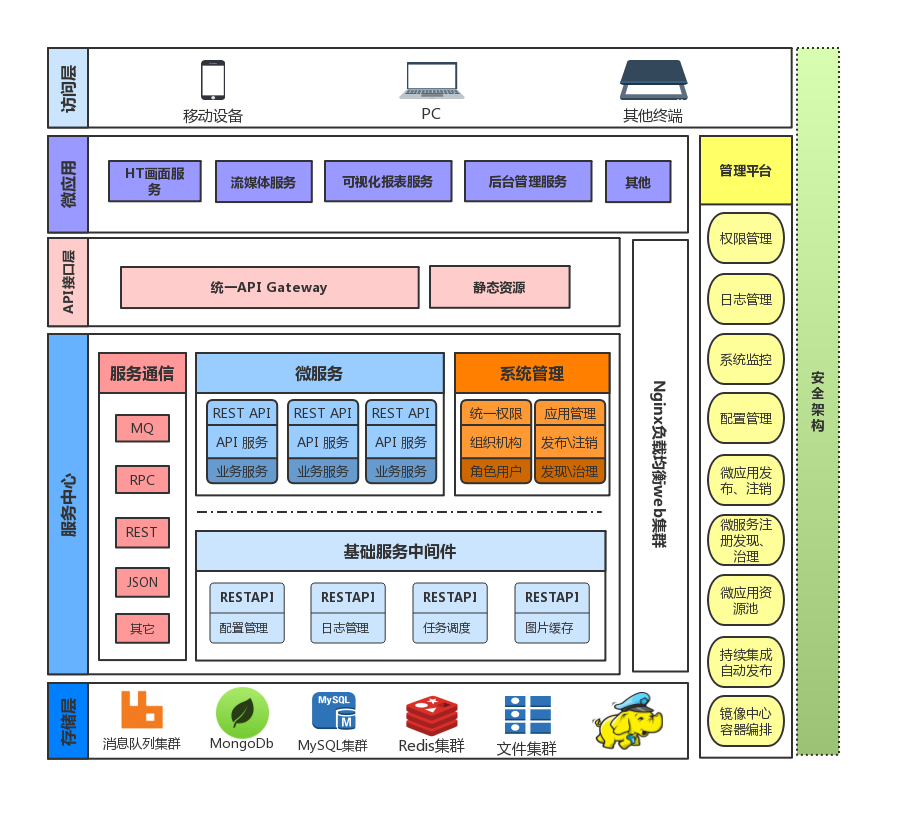 访问层
移动设备
PC
其他终端
微应用
HT画面服
务
流媒体服务
可视化报表服务
后台管理服务
其他
API接口层
统一API Gateway
静态资源
服务中心
服务通信
MQ
RPC
REST
JSON
其它
微服务
REST API
API 服务
业务服务
REST API
API 服务
业务服务
REST API
API 服务
业务服务
系统管理
统一权限
组织机构
角色用户
应用管理
发布\注销
发现\治理
基础服务中间件
RESTAPI
配置管理
RESTAPI
日志管理
RESTAPI
任务调度
RESTAPI
图片缓存
Nginx负载均衡web集群
存储层
消息队列集群
MongoDb
MySQL
M
MySQL集群
Redis集群
文件集群
管理平台
权限管理
日志管理
系统监控
配置管理
微应用发
布、注销
微服务注
册发现、
治理
微应用资
源池
持续集成
自动发布
镜像中心
容器编排
安全架构